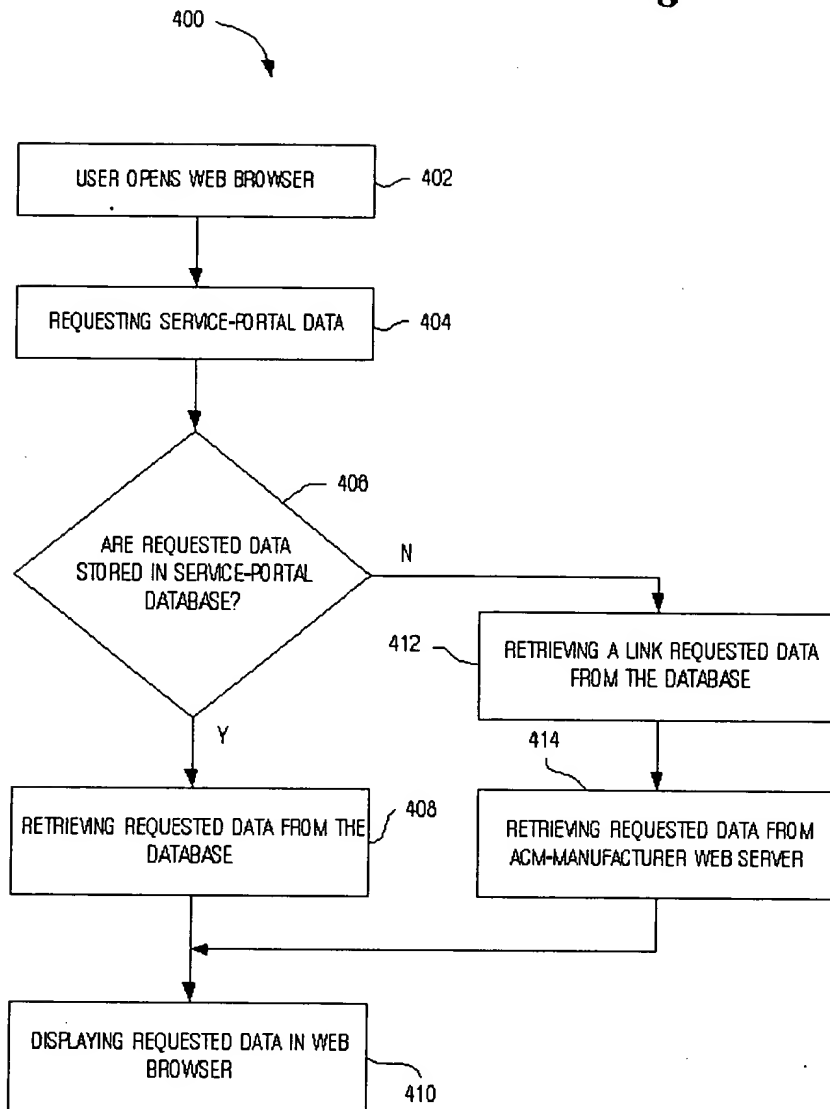 400
USER OPENS WEB BROWSER
402
REQUESTING SERVICE-PORTAL DATA
404
406
ARE REQUESTED DATA
STORED IN SERVICE-PORTAL
DATABASE?
N
Y
412
RETRIEVING A LINK REQUESTED DATA
FROM THE DATABASE
414
RETRIEVING REQUESTED DATA FROM THE
DATABASE
408
RETRIEVING REQUESTED DATA FROM
ACM-MANUFACTURER WEB SERVER
DISPLAYING REQUESTED DATA IN WEB
BROWSER
410